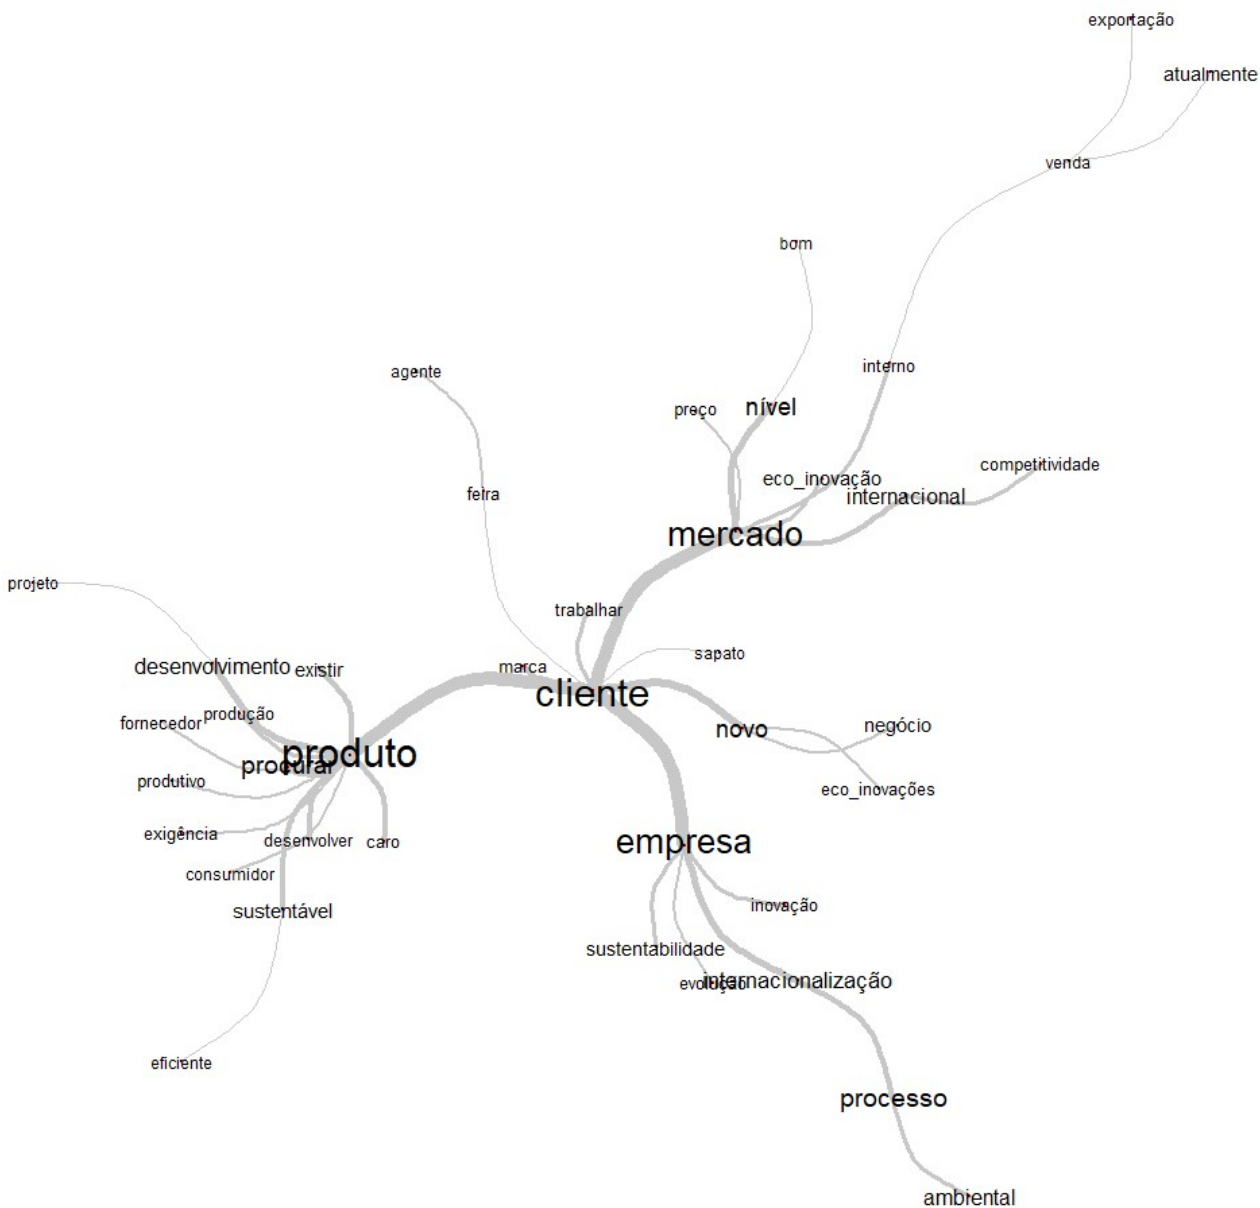 exportação
atualmente
venda
bom
interno
agente
preço
nível
competitividade
eco_inovação
internacional
feira
mercado
projeto
trabalhar
sapato
desenvolvimento
existir
marca
cliente
fornecedor
produção
novo
negócio
produto
procurar
produtivo
eco_inovações
exigência
desenvolver
caro
empresa
consumidor
sustentável
inovação
sustentabilidade
evolução
internacionalização
eficiente
processo
ambiental